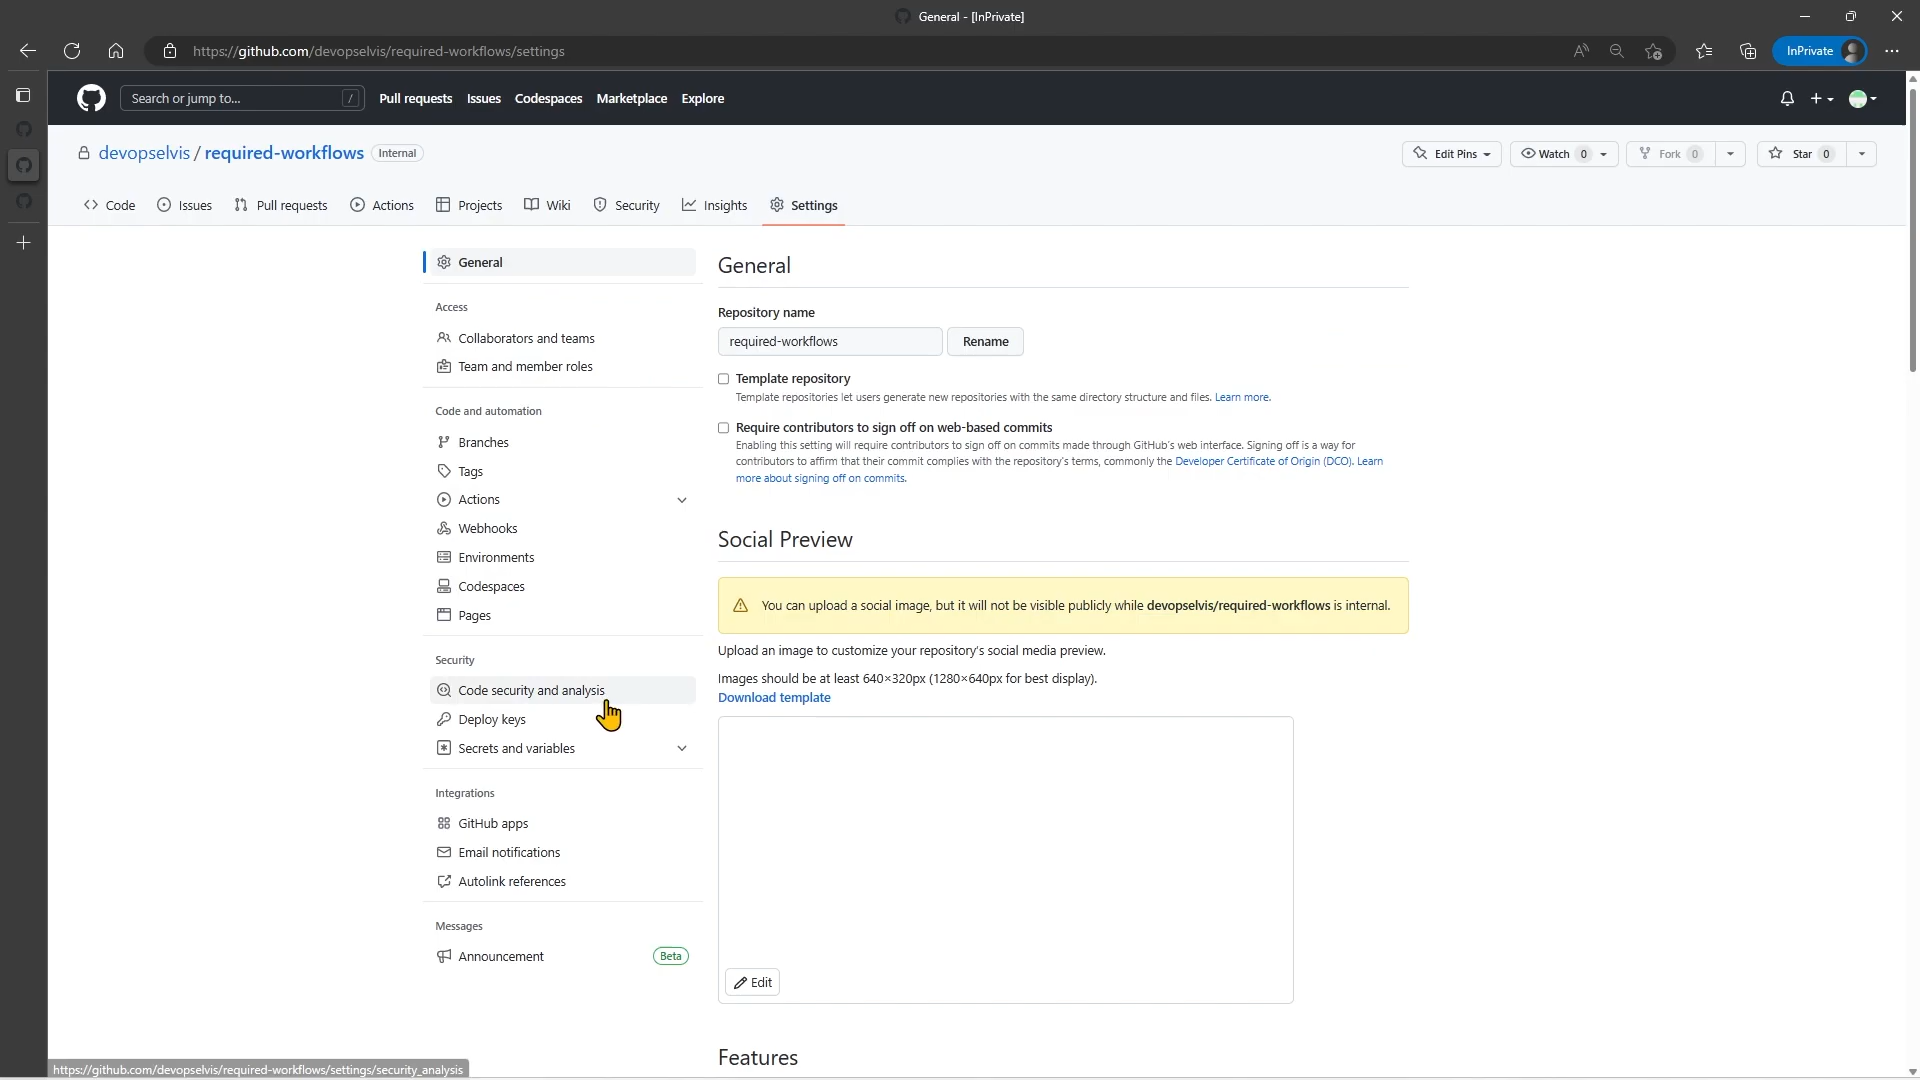 General - [InPrivate]
https://github.com/devopselvis/required-workflows/settings
InPrivate
Search or jump to...
/
Pull requests
Issues
Codespaces
Marketplace
Explore
devopselvis / required-workflows
Internal
Edit Pins
Watch 0
Fork 0
Star 0
Code
Issues
Pull requests
Actions
Projects
Wiki
Security
Insights
Settings
General
Access
Collaborators and teams
Team and member roles
Code and automation
Branches
Tags
Actions
Webhooks
Environments
Codespaces
Pages
Security
Code security and analysis
Deploy keys
Secrets and variables
Integrations
GitHub apps
Email notifications
Autolink references
Messages
Announcement
Beta
General
Repository name
required-workflows
Rename
Template repository
Template repositories let users generate new repositories with the same directory structure and files. Learn more.
Require contributors to sign off on web-based commits
Enabling this setting will require contributors to sign off on commits made through GitHub's web interface. Signing off is a way for
contributors to affirm that their commit complies with the repository's terms, commonly the Developer Certificate of Origin (DCO). Learn
more about signing off on commits.
Social Preview
You can upload a social image, but it will not be visible publicly while devopselvis/required-workflows is internal.
Upload an image to customize your repository's social media preview.
Images should be at least 640×320px (1280×640px for best display).
Download template
Edit
Features
https://github.com/devopselvis/required-workflows/settings/security_analysis